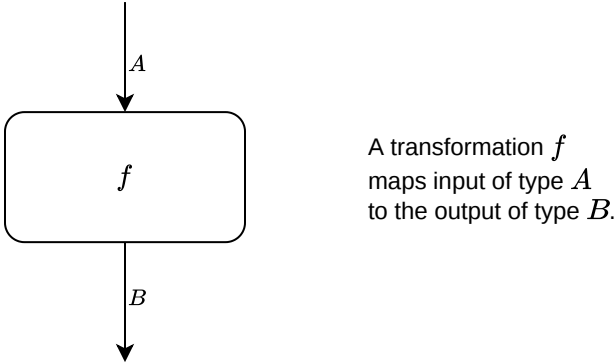 A
f
A transformation f
maps input of type A
to the output of type B.
B